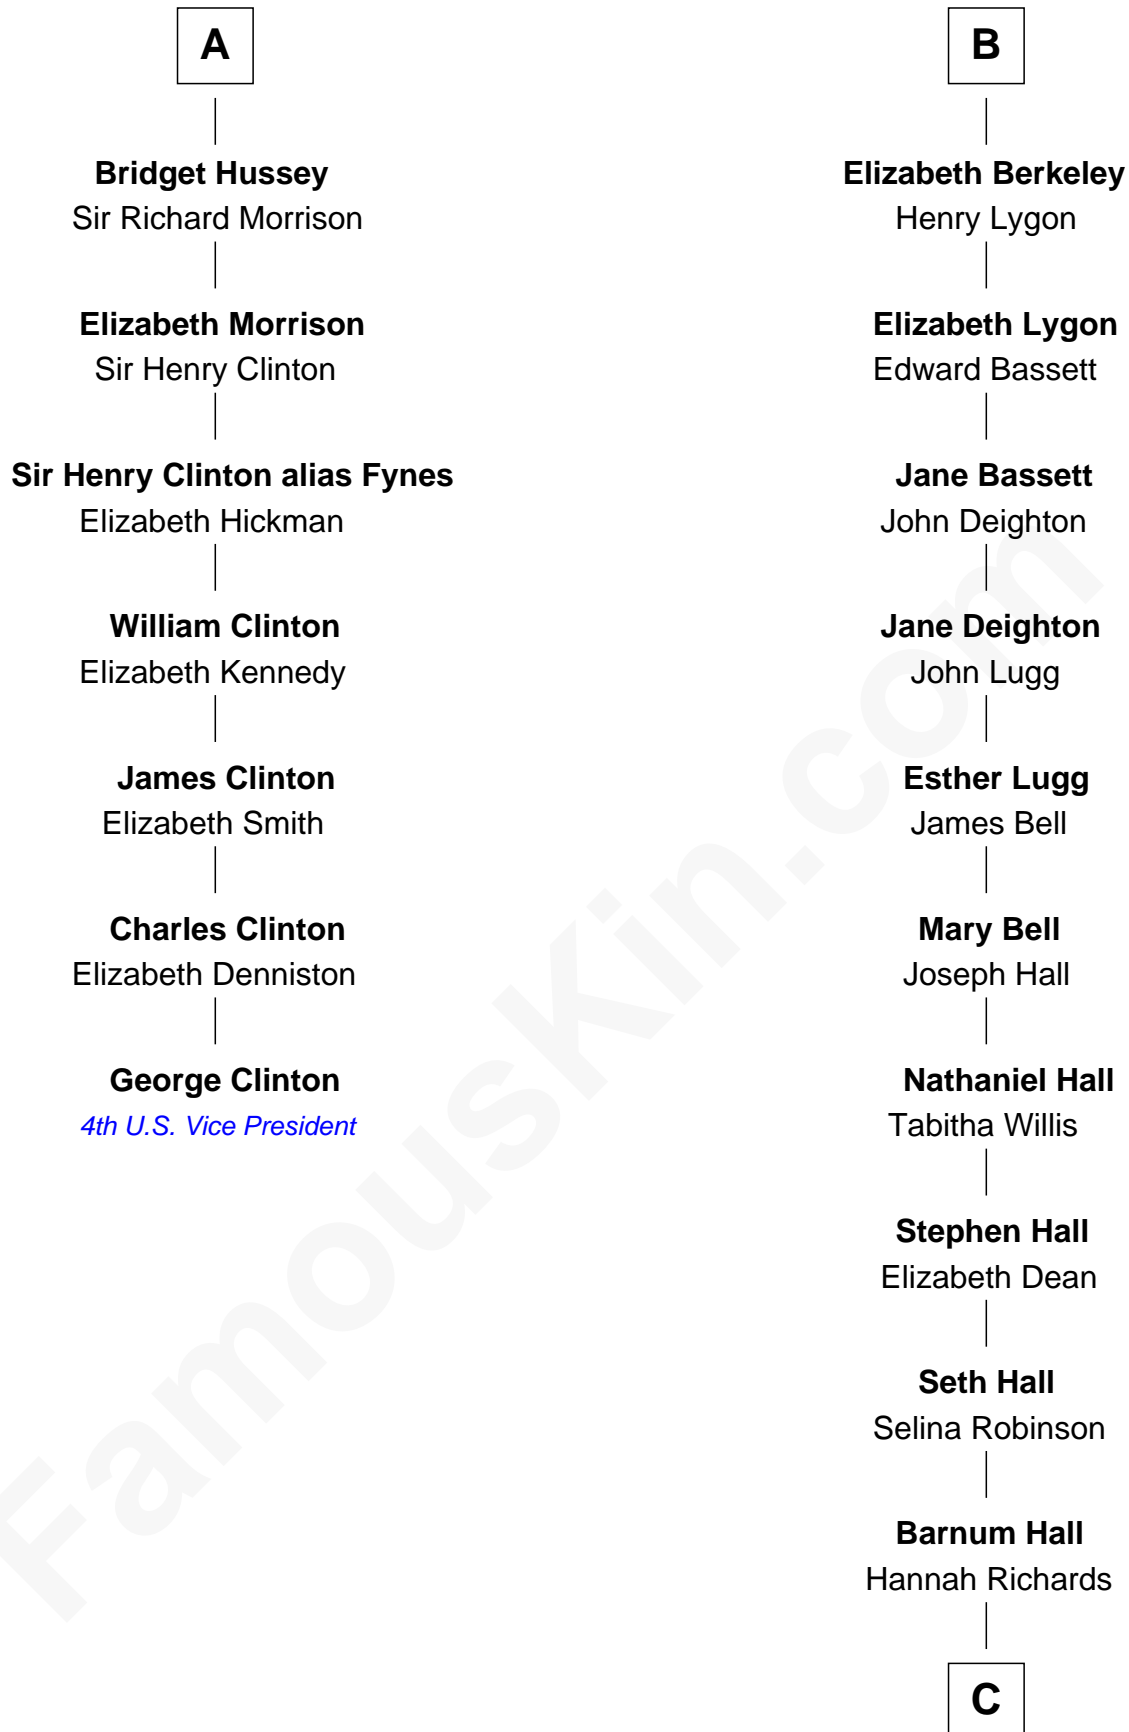 A
Bridget Hussey
Sir Richard Morrison
Elizabeth Morrison
Sir Henry Clinton
Sir Henry Clinton alias Fynes
Elizabeth Hickman
William Clinton
Elizabeth Kennedy
James Clinton
Elizabeth Smith
Charles Clinton
Elizabeth Denniston
George Clinton
4th U.S. Vice President
B
Elizabeth Berkeley
Henry Lygon
Elizabeth Lygon
Edward Bassett
Jane Bassett
John Deighton
Jane Deighton
John Lugg
Esther Lugg
James Bell
Mary Bell
Joseph Hall
Nathaniel Hall
Tabitha Willis
Stephen Hall
Elizabeth Dean
Seth Hall
Selina Robinson
Barnum Hall
Hannah Richards
C
FamousKin.com